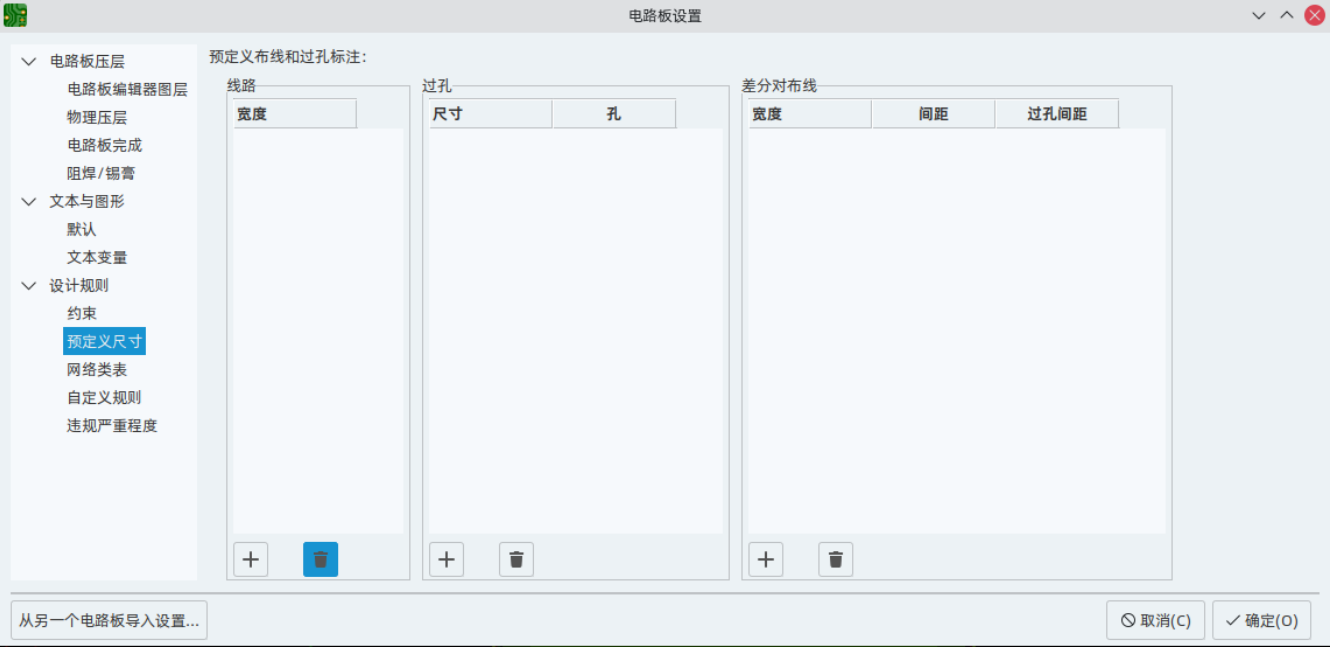 电路板设置
电路板压层
电路板编辑器图层
物理压层
电路板完成
阻焊/锡膏
文本与图形
默认
文本变量
设计规则
约束
预定义尺寸
网络类表
自定义规则
违规严重程度
预定义布线和过孔标注:
线路
宽度
过孔
尺寸 孔
差分对布线
宽度 间距 过孔间距
从另一个电路板导入设置...
取消(C)
确定(O)